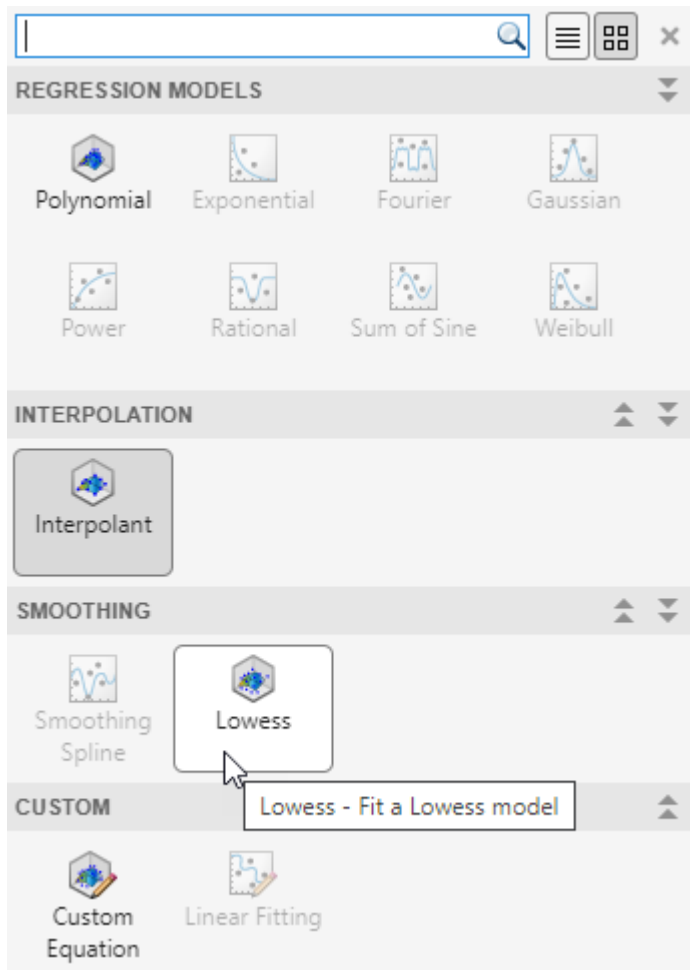 REGRESSION MODELS
Polynomial Exponential Fourier Gaussian
Power Rational Sum of Sine Weibull
INTERPOLATION
Interpolant
SMOOTHING
Smoothing Spline Lowess
Lowess - Fit a Lowess model
CUSTOM
Custom Equation Linear Fitting